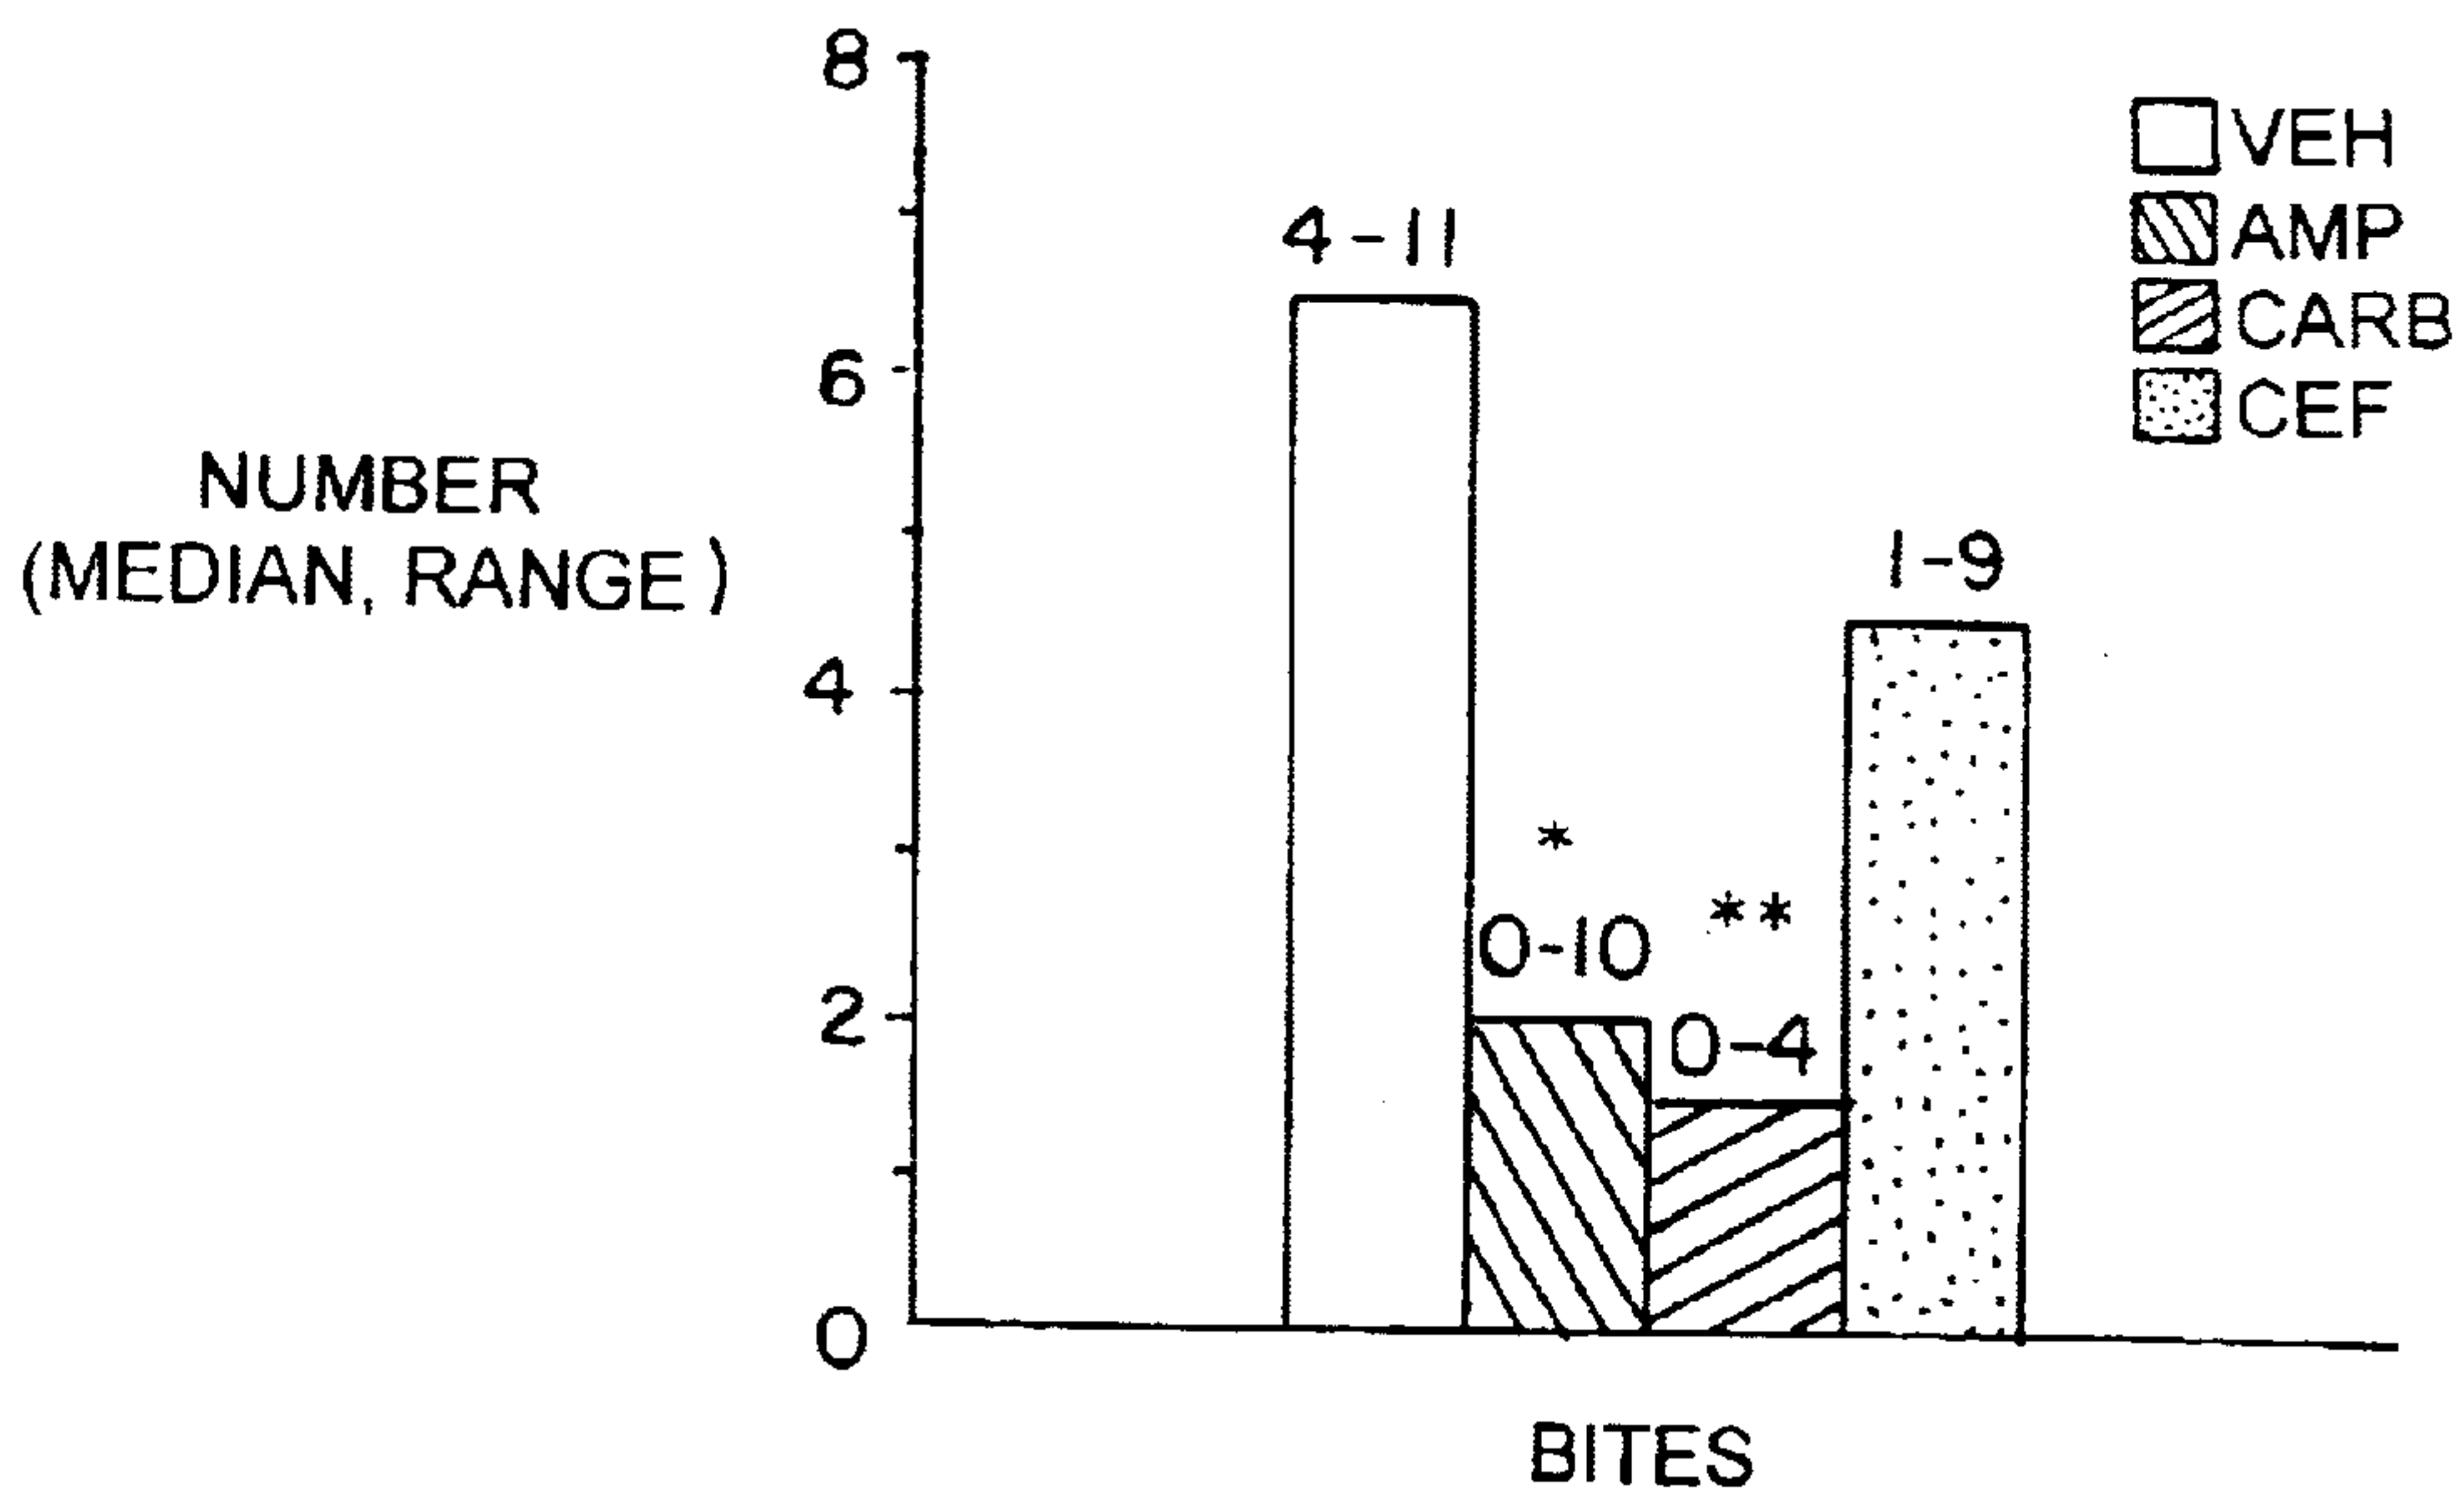 8
6
4
2
0
NUMBER
(MEDIAN, RANGE)
4-11
*
0-10
**
0-4
1-9
VEH
AMP
CARB
CEF
BITES